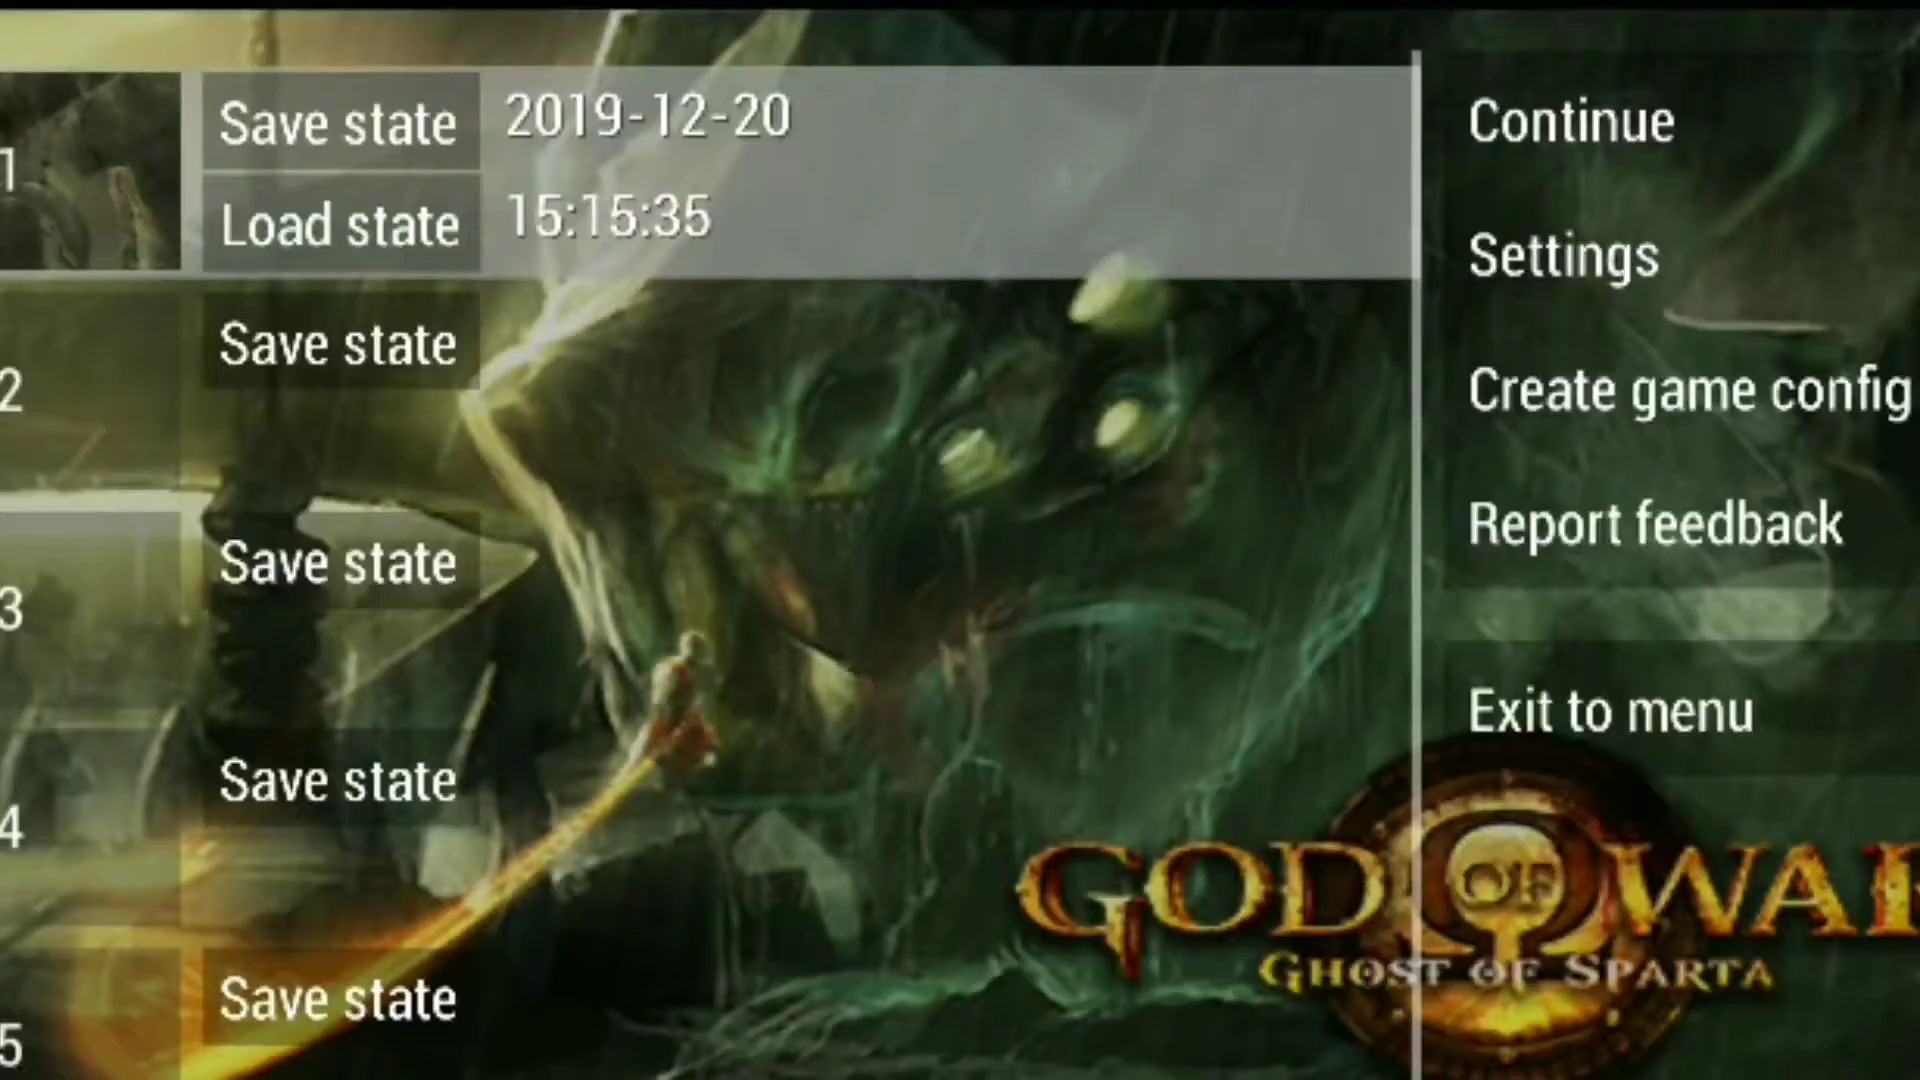 1
Save state
2019-12-20
Load state
15:15:35
2
Save state
3
Save state
4
Save state
5
Save state
Continue
Settings
Create game config
Report feedback
Exit to menu
GOD OF WAR
GHOST OF SPARTA